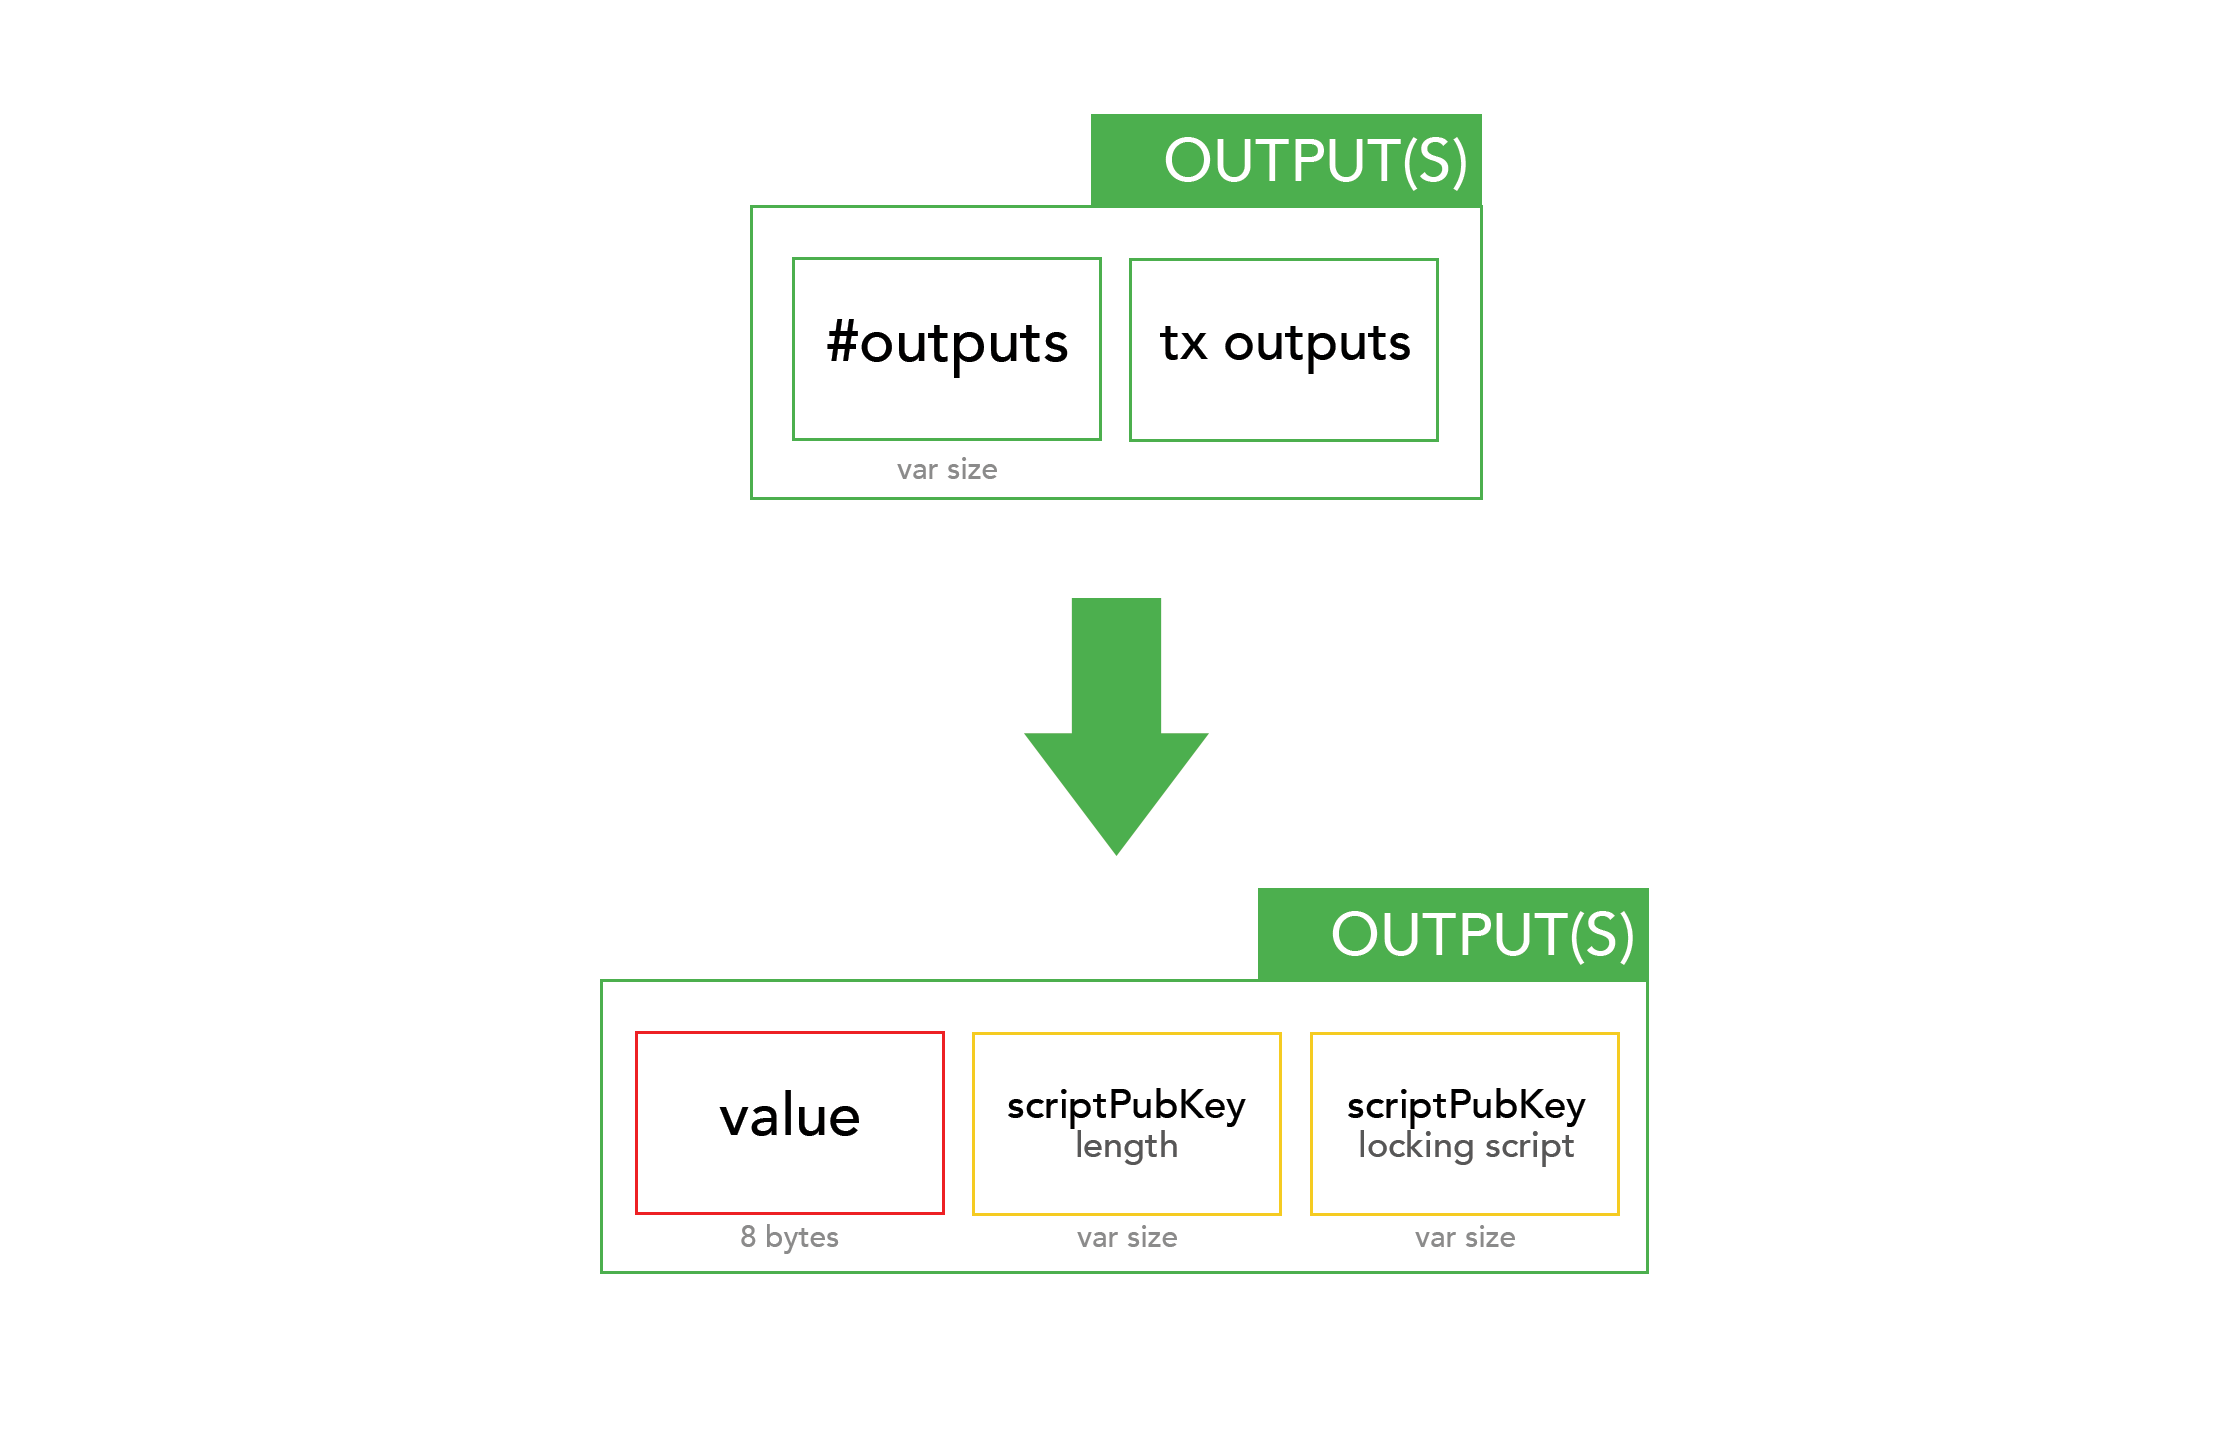 OUTPUT(S)
#outputs
tx outputs
var size
OUTPUT(S)
value
scriptPubKey
length
scriptPubKey
locking script
8 bytes
var size
var size